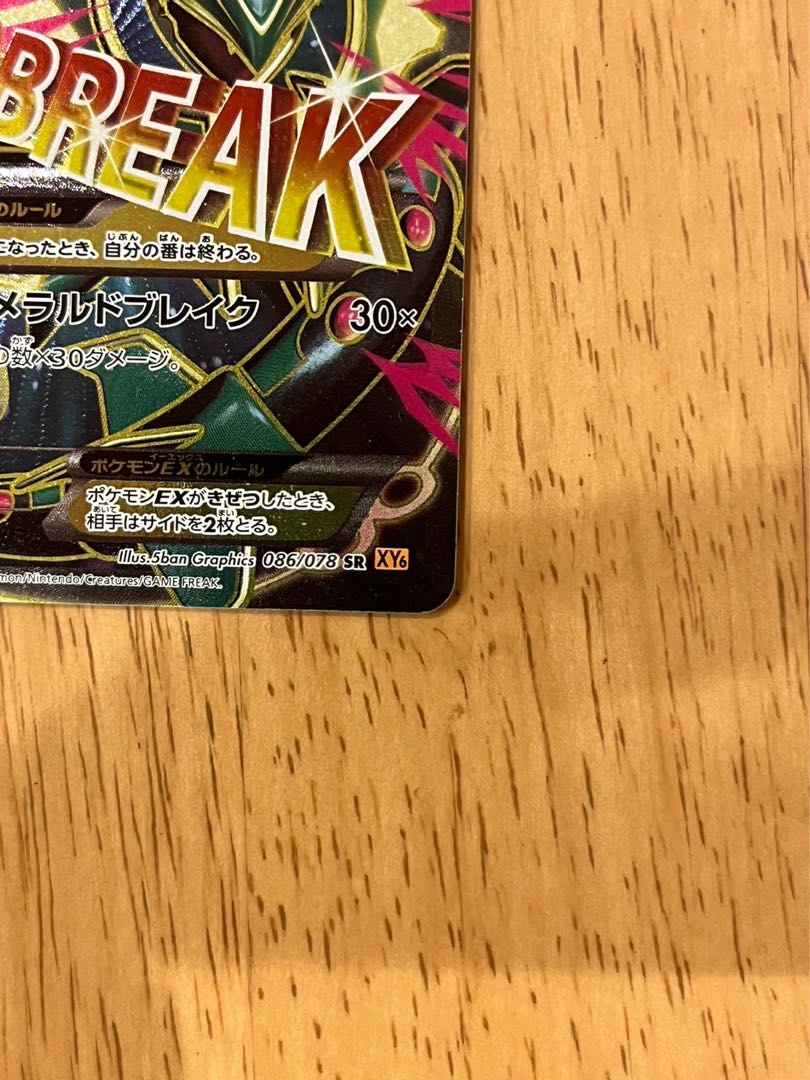 BREAK
のルール
になったとき、自分の番は終わる。
メラルドブレイク 30×
の数×30ダメージ。
ポケモンEXのルール
ポケモンEXがきぜつしたとき、
相手はサイドを2枚とる。
Illus.5ban Graphics 086/078 SR XY6
mon/Nintendo/Creatures/GAME FREAK.